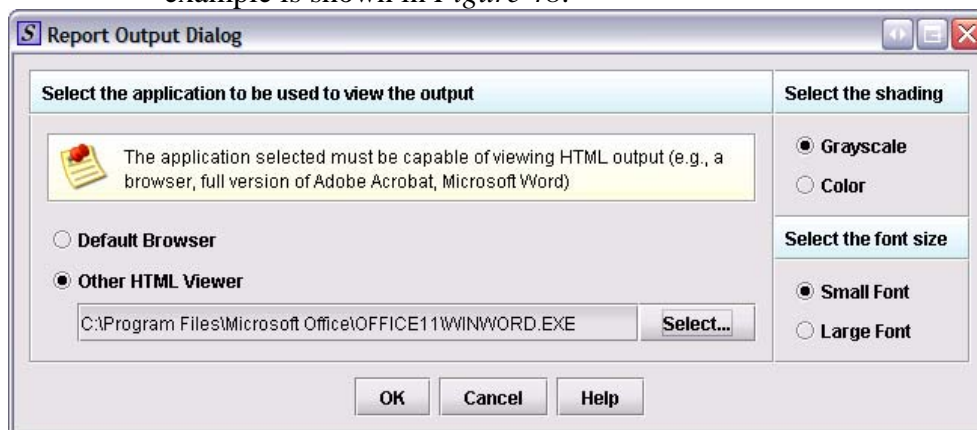 example is shown in Figure 48.
S Report Output Dialog
Select the application to be used to view the output
The application selected must be capable of viewing HTML output (e.g., a
browser, full version of Adobe Acrobat, Microsoft Word)
Default Browser
Other HTML Viewer
C:\Program Files\Microsoft Office\OFFICE11\WINWORD.EXE
Select...
Select the shading
Grayscale
Color
Select the font size
Small Font
Large Font
OK
Cancel
Help